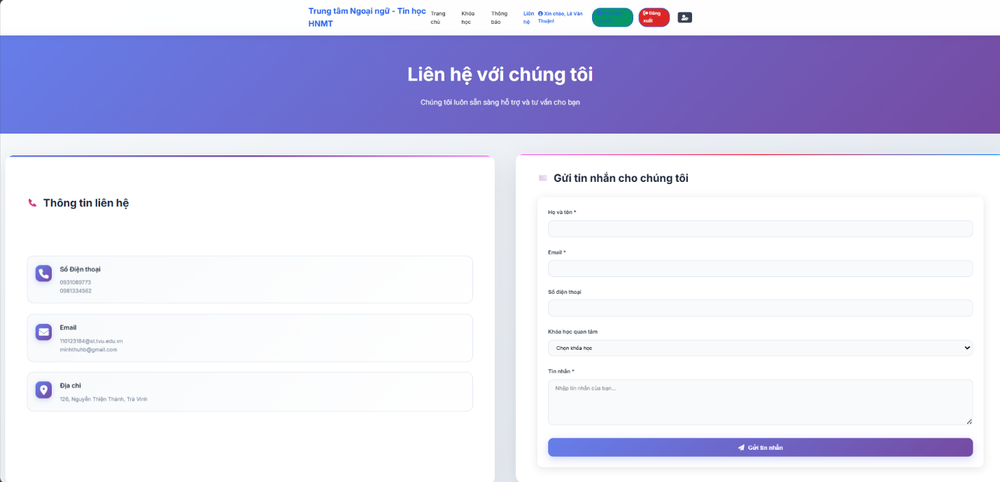 Trung tâm Ngoại ngữ - Tin học
HNMT
Trang
chủ
Khóa
học
Thông
báo
Liên
hệ
Xin chào, Lê Văn
Thuận!
Đăng
xuất
Liên hệ với chúng tôi
Chúng tôi luôn sẵn sàng hỗ trợ và tư vấn cho bạn
Thông tin liên hệ
Số Điện thoại
0931089773
0981334562
Email
110123184@st.tvu.edu.vn
minhthuhb@gmail.com
Địa chỉ
126, Nguyễn Thiện Thành, Trà Vinh
Gửi tin nhắn cho chúng tôi
Họ và tên *
Email *
Số điện thoại
Khóa học quan tâm
Chọn khóa học
Tin nhắn *
Nhập tin nhắn của bạn...
Gửi tin nhắn